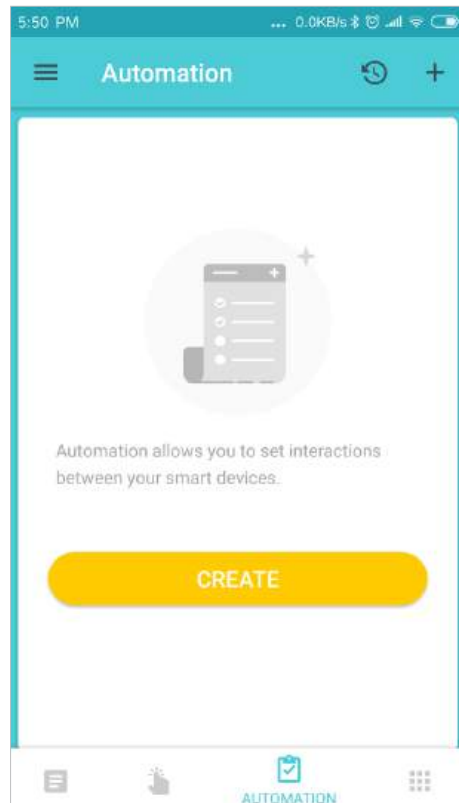 5:50 PM ... 0.0KB/s
Automation
Automation allows you to set interactions
between your smart devices.
CREATE
AUTOMATION